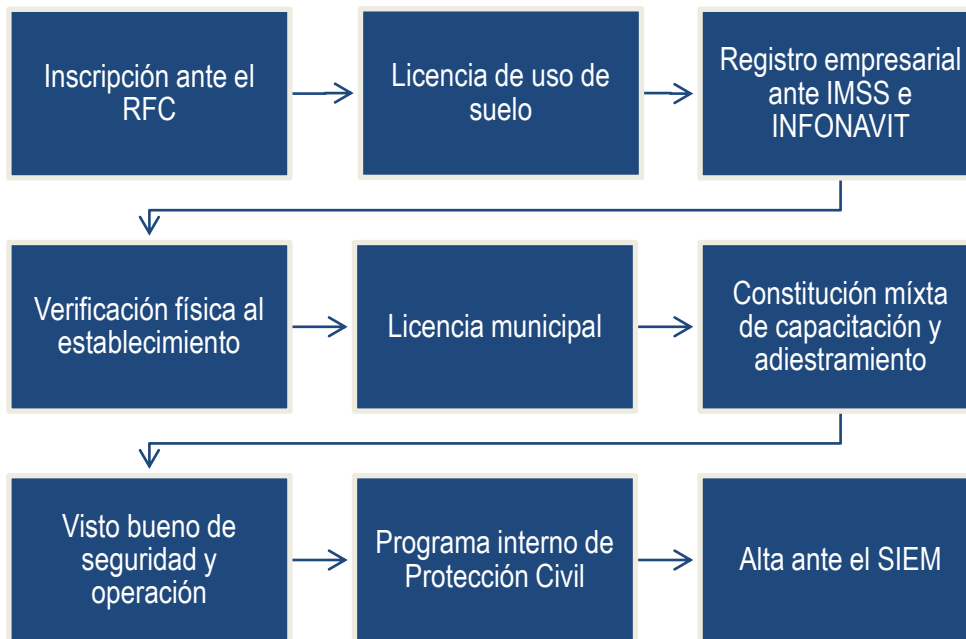 Inscripción ante el
RFC
Licencia de uso de
suelo
Registro empresarial
ante IMSS e
INFONAVIT
Verificación física al
establecimiento
Licencia municipal
Constitución míxta
de capacitación y
adiestramiento
Visto bueno de
seguridad y
operación
Programa interno de
Protección Civil
Alta ante el SIEM